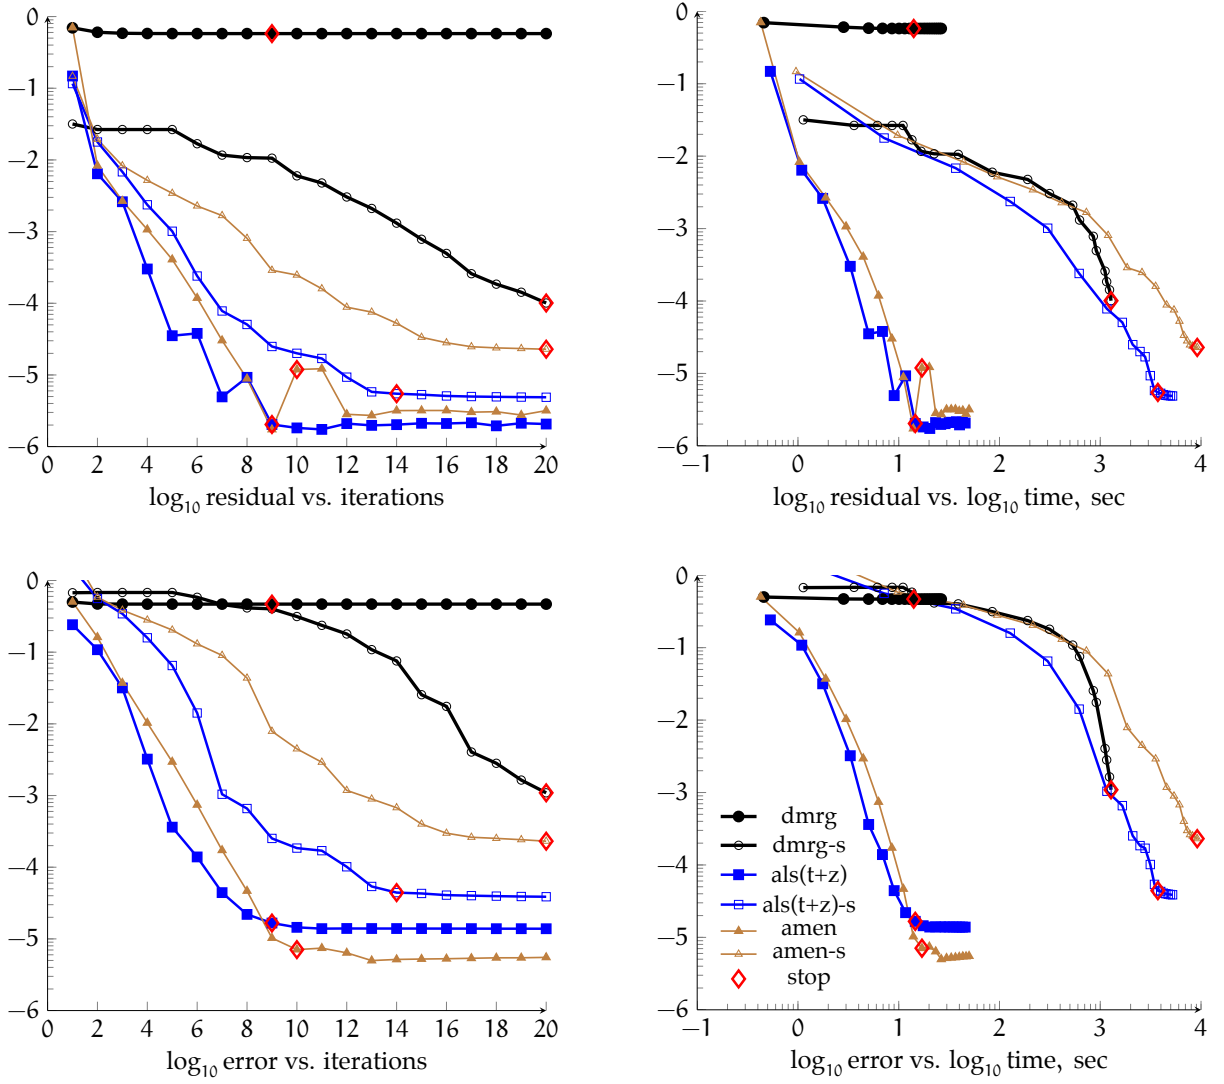 0
−1
−2
−3
−4
−5
−6
0 2 4 6 8 10 12 14 16 18 20
log₁₀ residual vs. iterations
0
−1
−2
−3
−4
−5
−6
−1 0 1 2 3 4
log₁₀ residual vs. log₁₀ time, sec
0
−1
−2
−3
−4
−5
−6
0 2 4 6 8 10 12 14 16 18 20
log₁₀ error vs. iterations
0
−1
−2
−3
−4
−5
−6
dmrg
dmrg-s
als(t+z)
als(t+z)-s
amen
amen-s
stop
−1 0 1 2 3 4
log₁₀ error vs. log₁₀ time, sec